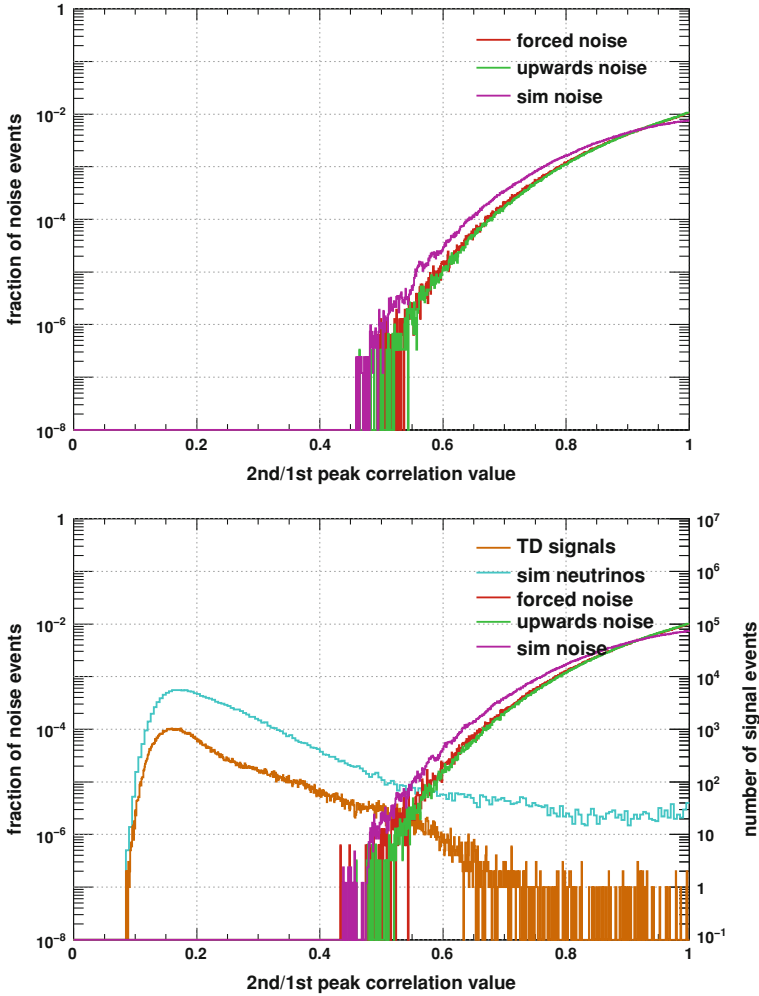 1
forced noise
upwards noise
sim noise
10⁻²
10⁻⁴
10⁻⁶
10⁻⁸
fraction of noise events
0 0.2 0.4 0.6 0.8 1
2nd/1st peak correlation value
1 10⁷
TD signals
10⁶
sim neutrinos
forced noise
10⁻² upwards noise 10⁵
sim noise
10⁴
10⁻⁴ 10³
10²
10⁻⁶ 10
1
10⁻⁸ 10⁻¹
fraction of noise events
number of signal events
0 0.2 0.4 0.6 0.8 1
2nd/1st peak correlation value